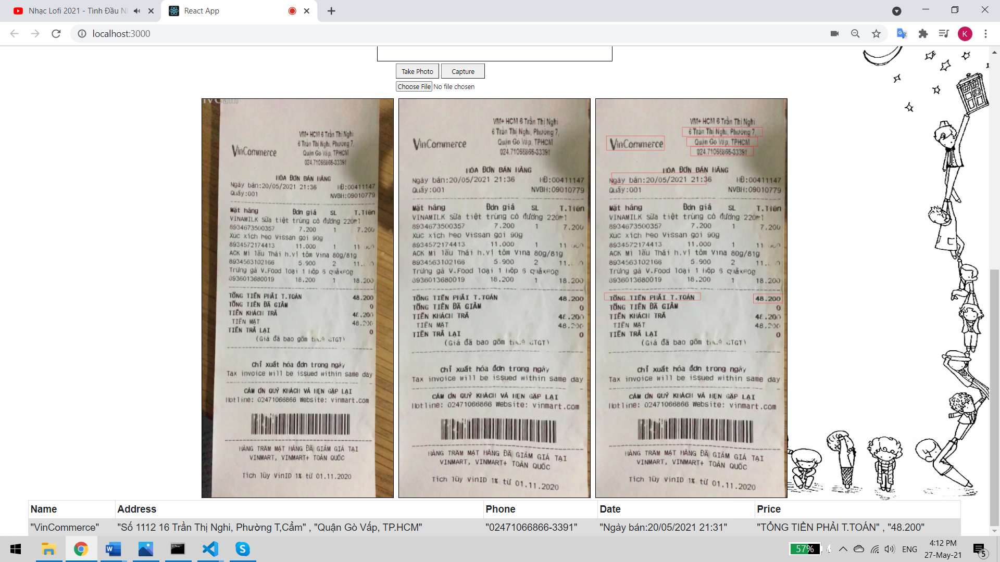 Nhạc Lofi 2021 - Tình Đầu N
React App
localhost:3000
K
Take Photo
Capture
Choose File No file chosen
VM+ HCM 6 Trần Thị Nghi
6 Trần Thị Nghi, Phường 7,
VinCommerce
Quận Gò Vấp, TPHCM
024.71066866-33391
HÓA ĐƠN BÁN HÀNG
Ngày bán:20/05/2021 21:36 HĐ:00411147
Quầy:001 NVBH:09010779
Mặt hàng Đơn giá SL T.Tiền
VINAMILK Sữa tiệt trùng có đường 220ml
8934673500357 7.200 1 7.200
Xúc xích heo Vissan gói 90g
8934572174413 11.000 1 11
ACK Mì lẩu Thái h.vị tôm Vina 80g/81g
8934563102166 5.900 2 11.
Trứng gà V.Food loại 1 hộp 6 quảx60g
8936013680019 18.200 1 18.200
TỔNG TIỀN PHẢI T.TOÁN 48.200
TỔNG TIỀN ĐÃ GIẢM 0
TIỀN KHÁCH TRẢ 48.200
TIỀN MẶT 48.200
TIỀN TRẢ LẠI 0
(Giá đã bao gồm thuế GTGT)
Chỉ xuất hóa đơn trong ngày
Tax invoice will be issued within same day
CẢM ƠN QUÝ KHÁCH VÀ HẸN GẶP LẠI
Hotline: 02471066866 Website: vinmart.com
HÀNG TRĂM MẶT HÀNG ĐÃ GIẢM GIÁ TẠI
VINMART, VINMART+ TOÀN QUỐC
Tích lũy VinID 1% từ 01.11.2020
VM+ HCM 6 Trần Thị Nghi
6 Trần Thị Nghi, Phường 7,
VinCommerce
Quận Gò Vấp, TPHCM
024.71066866-33391
HÓA ĐƠN BÁN HÀNG
Ngày bán:20/05/2021 21:36 HĐ:00411147
Quầy:001 NVBH:09010779
Mặt hàng Đơn giá SL T.Tiền
VINAMILK Sữa tiệt trùng có đường 220ml
8934673500357 7.200 1 7.200
Xúc xích heo Vissan gói 90g
8934572174413 11.000 1 11
ACK Mì lẩu Thái h.vị tôm Vina 80g/81g
8934563102166 5.900 2 11.
Trứng gà V.Food loại 1 hộp 6 quảx60g
8936013680019 18.200 1 18.200
TỔNG TIỀN PHẢI T.TOÁN 48.200
TỔNG TIỀN ĐÃ GIẢM 0
TIỀN KHÁCH TRẢ 48.200
TIỀN MẶT 48.200
TIỀN TRẢ LẠI 0
(Giá đã bao gồm thuế GTGT)
Chỉ xuất hóa đơn trong ngày
Tax invoice will be issued within same day
CẢM ƠN QUÝ KHÁCH VÀ HẸN GẶP LẠI
Hotline: 02471066866 Website: vinmart.com
HÀNG TRĂM MẶT HÀNG ĐÃ GIẢM GIÁ TẠI
VINMART, VINMART+ TOÀN QUỐC
Tích lũy VinID 1% từ 01.11.2020
VM+ HCM 6 Trần Thị Nghi
6 Trần Thị Nghi, Phường 7,
VinCommerce
Quận Gò Vấp, TPHCM
024.71066866-33391
HÓA ĐƠN BÁN HÀNG
Ngày bán:20/05/2021 21:36 HĐ:00411147
Quầy:001 NVBH:09010779
Mặt hàng Đơn giá SL T.Tiền
VINAMILK Sữa tiệt trùng có đường 220ml
8934673500357 7.200 1 7.200
Xúc xích heo Vissan gói 90g
8934572174413 11.000 1 11
ACK Mì lẩu Thái h.vị tôm Vina 80g/81g
8934563102166 5.900 2 11.
Trứng gà V.Food loại 1 hộp 6 quảx60g
8936013680019 18.200 1 18.200
TỔNG TIỀN PHẢI T.TOÁN 48.200
TỔNG TIỀN ĐÃ GIẢM 0
TIỀN KHÁCH TRẢ 48.200
TIỀN MẶT 48.200
TIỀN TRẢ LẠI 0
(Giá đã bao gồm thuế GTGT)
Chỉ xuất hóa đơn trong ngày
Tax invoice will be issued within same day
CẢM ƠN QUÝ KHÁCH VÀ HẸN GẶP LẠI
Hotline: 02471066866 Website: vinmart.com
HÀNG TRĂM MẶT HÀNG ĐÃ GIẢM GIÁ TẠI
VINMART, VINMART+ TOÀN QUỐC
Tích lũy VinID 1% từ 01.11.2020
Name Address Phone Date Price
"VinCommerce" "Số 1112 16 Trần Thị Nghi, Phường T,Cẩm" , "Quận Gò Vấp, TP.HCM" "02471066866-3391" "Ngày bán:20/05/2021 21:31" "TỔNG TIỀN PHẢI T.TOÁN" , "48.200"
57%
ENG
4:12 PM
27-May-21
5